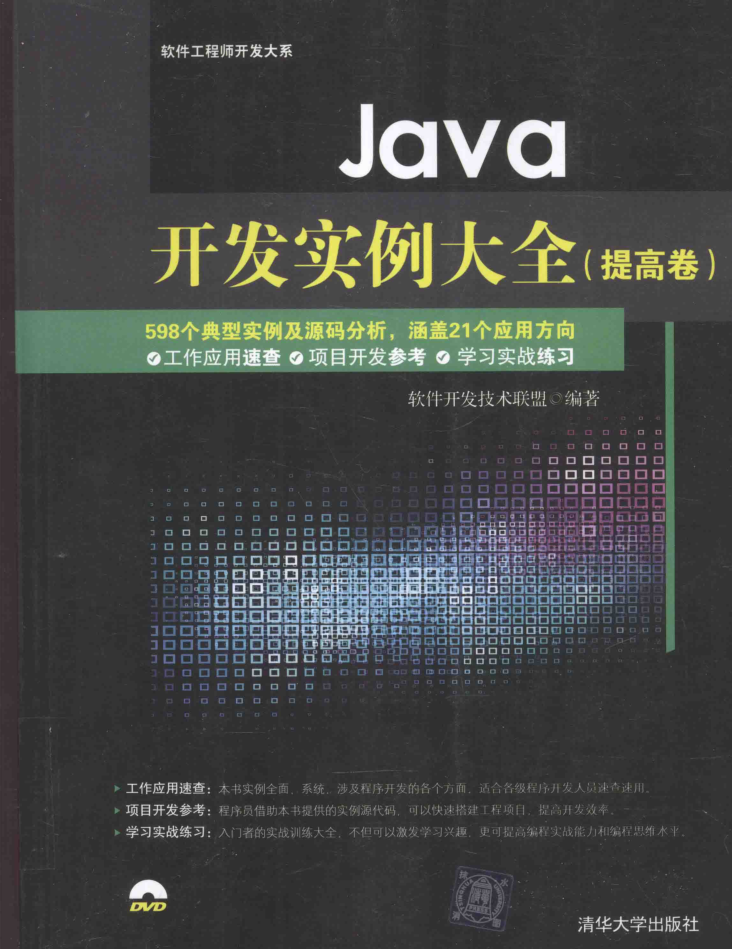 软件工程师开发大系
Java
开发实例大全（提高卷）
598个典型实例及源码分析，涵盖21个应用方向
工作应用速查 项目开发参考 学习实战练习
软件开发技术联盟◎编著
工作应用速查：本书实例全面、系统、涉及程序开发的各个方面，适合各级程序开发人员速查速用。
项目开发参考：程序员借助本书提供的实例源代码，可以快速搭建工程项目，提高开发效率。
学习实战练习：入门者的实战训练大全，不但可以激发学习兴趣，更可提高编程实战能力和编程思维水平。
DVD
清华大学出版社